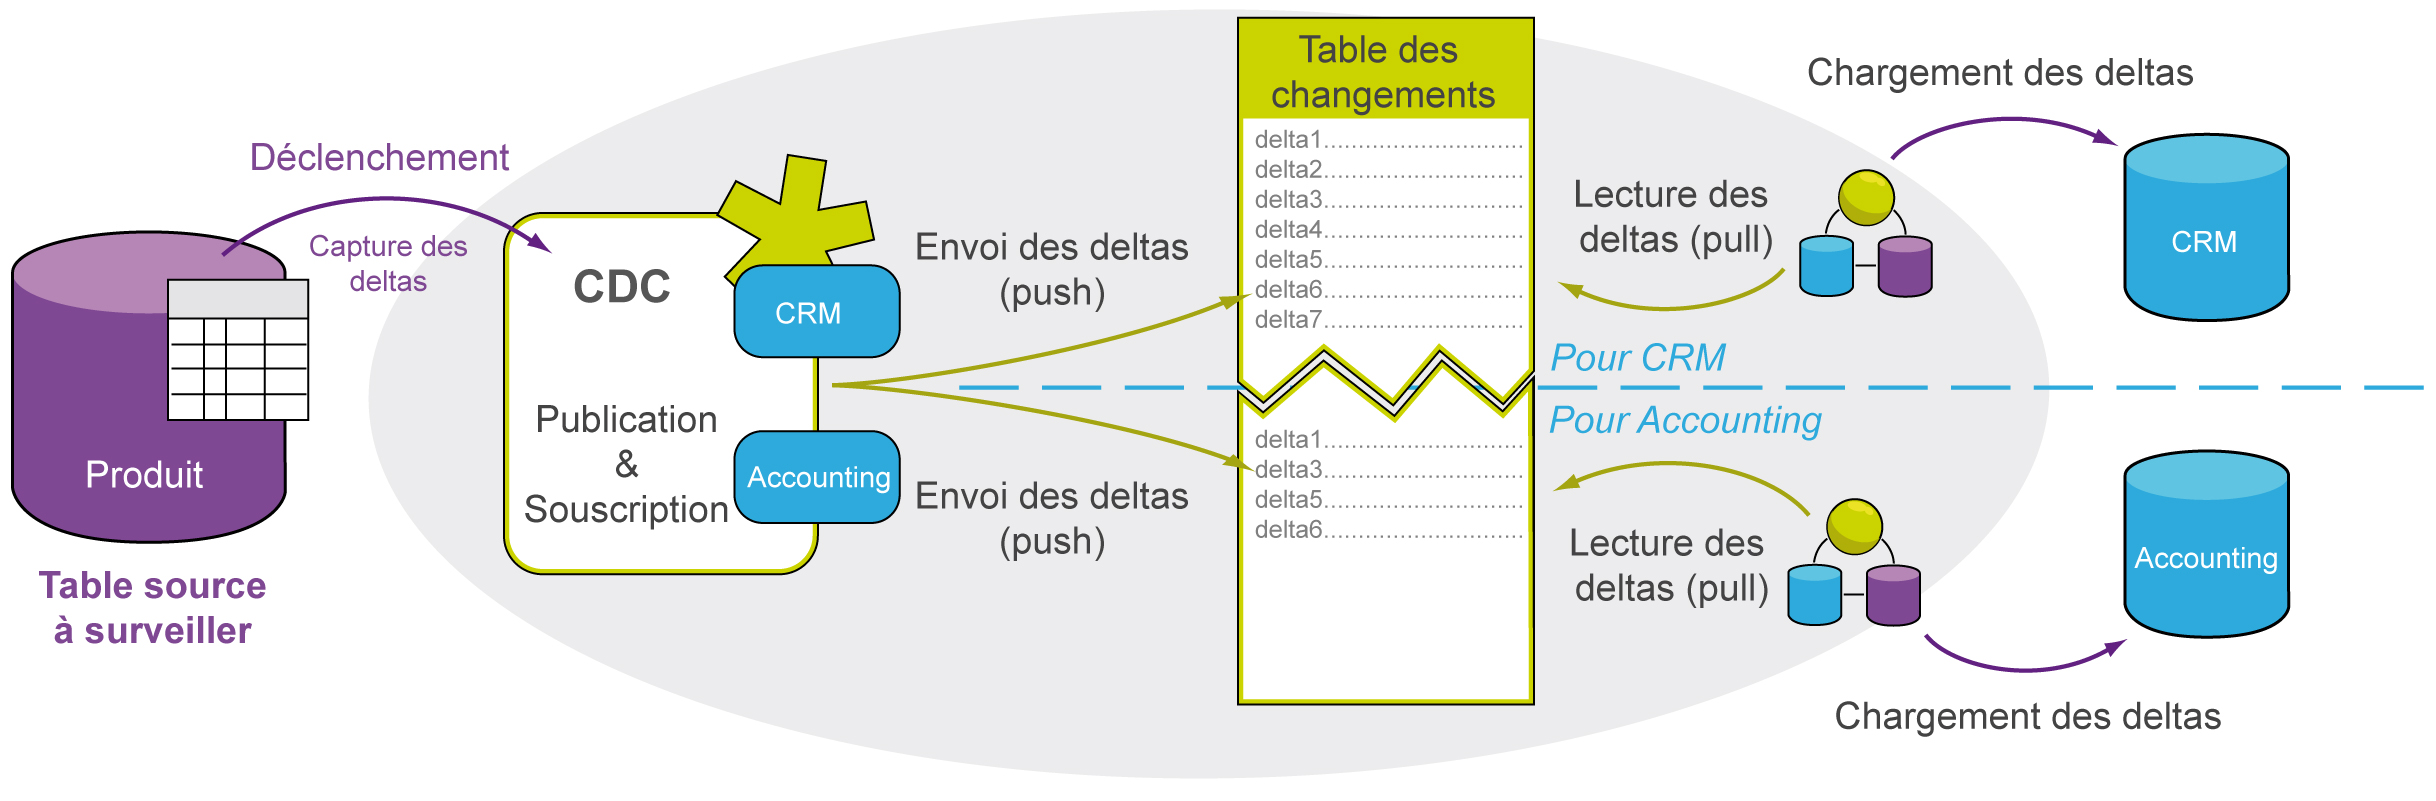 Déclenchement
Capture des
deltas
Produit
Table source
à surveiller
CDC
Publication
&
Souscription
CRM
Accounting
Envoi des deltas
(push)
Envoi des deltas
(push)
Table des
changements
delta1............................
delta2............................
delta3............................
delta4............................
delta5............................
delta6............................
delta7............................
delta1............................
delta3............................
delta5............................
delta6............................
Lecture des
deltas (pull)
Pour CRM
Pour Accounting
Lecture des
deltas (pull)
Chargement des deltas
CRM
Accounting
Chargement des deltas